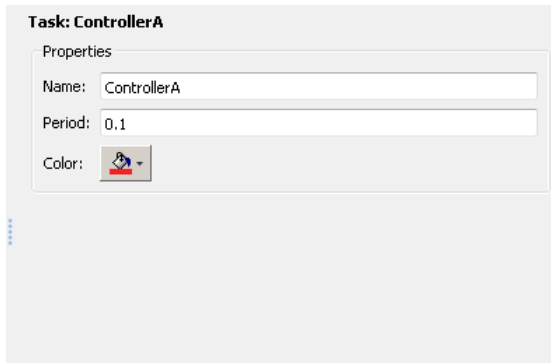 Task: ControllerA
Properties
Name: ControllerA
Period: 0.1
Color: